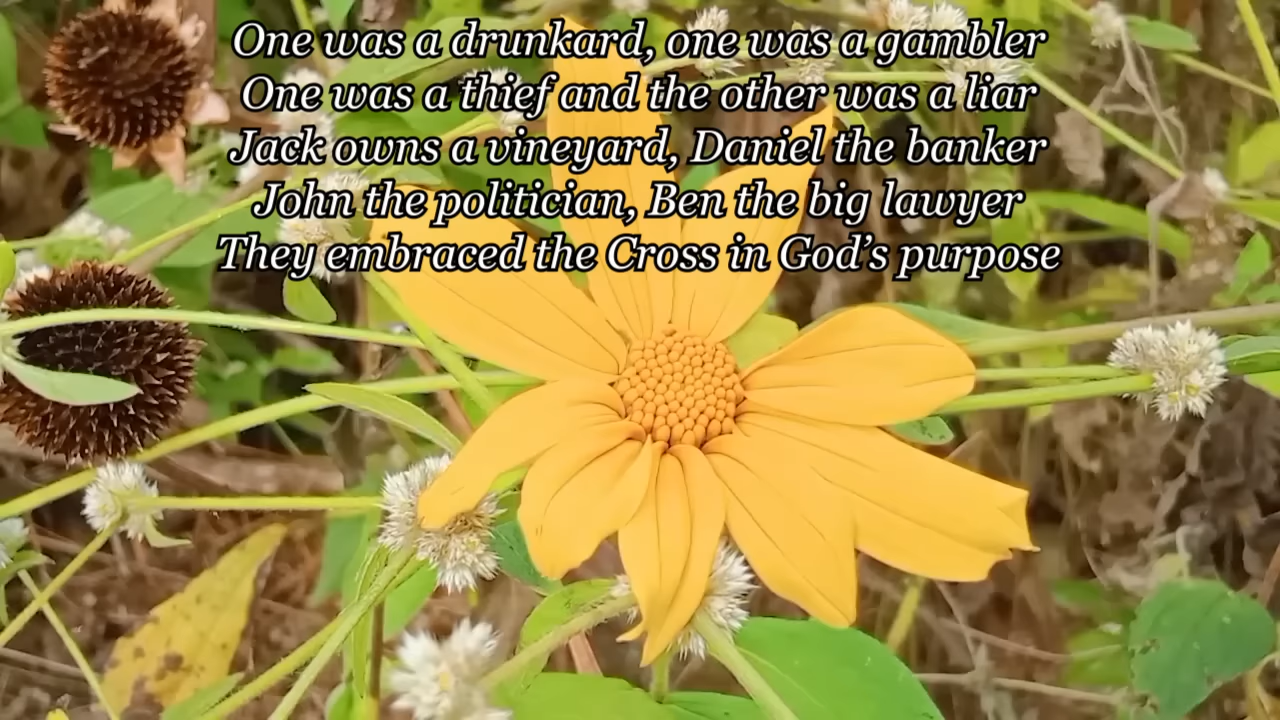 One was a drunkard, one was a gambler
One was a thief and the other was a liar
Jack owns a vineyard, Daniel the banker
John the politician, Ben the big lawyer
They embraced the Cross in God's purpose